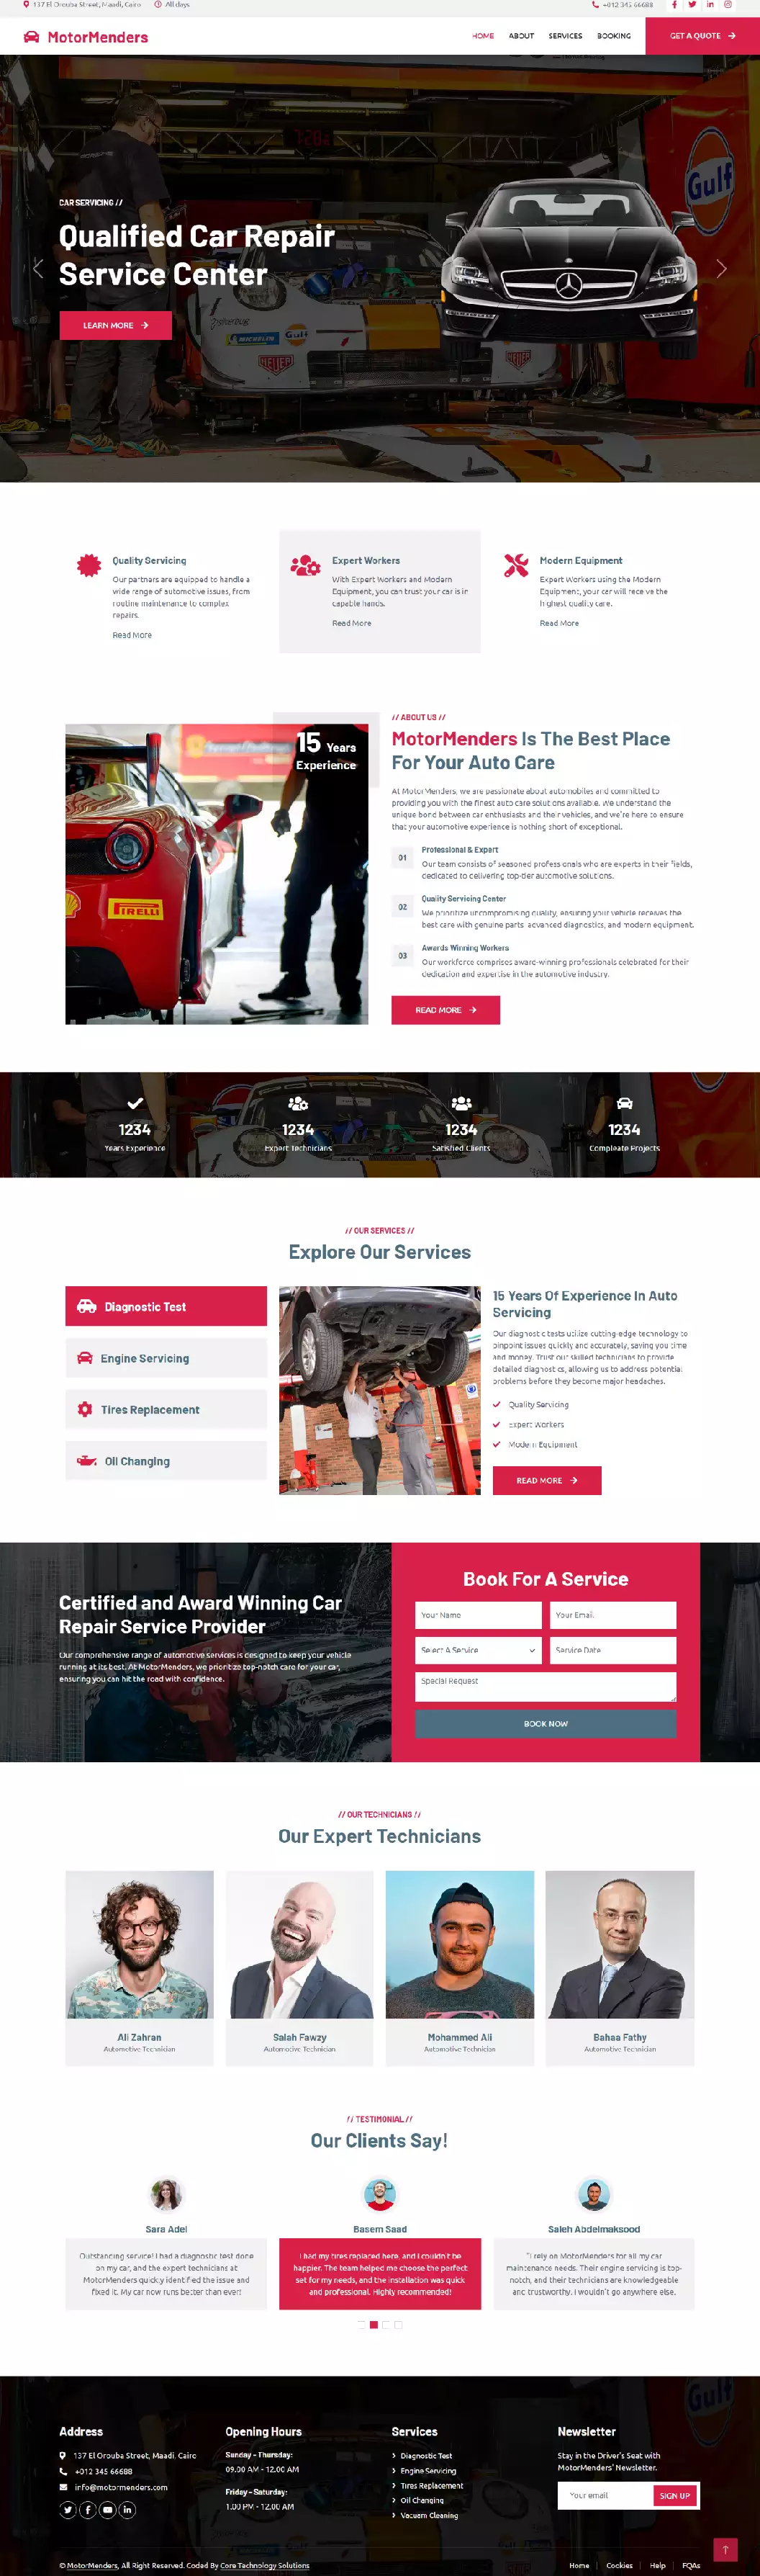 137 El Orouba Street, Maadi, Cairo
All days
+012 345 66688
MotorMenders
HOME
ABOUT
SERVICES
BOOKING
GET A QUOTE
Gulf
CAR SERVICING //
Qualified Car Repair
Service Center
LEARN MORE
Gulf
HEUER
HEUER
Quality Servicing
Our partners are equipped to handle a
wide range of automotive issues, from
routine maintenance to complex
repairs.
Read More
Expert Workers
With Expert Workers and Modern
Equipment, you can trust your car is in
capable hands.
Read More
Modern Equipment
Expert Workers using the Modern
Equipment, your car will receive the
highest quality care.
Read More
15 Years
Experience
PIRELLI
// ABOUT US //
MotorMenders Is The Best Place
For Your Auto Care
At MotorMenders, we are passionate about automobiles and committed to
providing you with the finest auto care solutions available. We understand the
unique bond between car enthusiasts and their vehicles, and we're here to ensure
that your automotive experience is nothing short of exceptional.
01
Professional & Expert
Our team consists of seasoned professionals who are experts in their fields,
dedicated to delivering top-tier automotive solutions.
02
Quality Servicing Center
We prioritize uncompromising quality, ensuring your vehicle receives the
best care with genuine parts, advanced diagnostics, and modern equipment.
03
Awards Winning Workers
Our workforce comprises award-winning professionals celebrated for their
dedication and expertise in the automotive industry.
READ MORE
1234
Years Experience
1234
Expert Technicians
1234
Satisfied Clients
1234
Compleate Projects
// OUR SERVICES //
Explore Our Services
Diagnostic Test
Engine Servicing
Tires Replacement
Oil Changing
15 Years Of Experience In Auto
Servicing
Our diagnostic tests utilize cutting-edge technology to
pinpoint issues quickly and accurately, saving you time
and money. Trust our skilled technicians to provide
detailed diagnostics, allowing us to address potential
problems before they become major headaches.
Quality Servicing
Expert Workers
Modern Equipment
READ MORE
Certified and Award Winning Car
Repair Service Provider
Our comprehensive range of automotive services is designed to keep your vehicle
running at its best. At MotorMenders, we prioritize top-notch care for your car,
ensuring you can hit the road with confidence.
Book For A Service
Your Name
Your Email
Select A Service
Service Date
Special Request
BOOK NOW
// OUR TECHNICIANS //
Our Expert Technicians
Ali Zahran
Automotive Technician
Salah Fawzy
Automotive Technician
Mohammed Ali
Automotive Technician
Bahaa Fathy
Automotive Technician
// TESTIMONIAL //
Our Clients Say!
Sara Adel
Outstanding service! I had a diagnostic test done
on my car, and the expert technicians at
MotorMenders quickly identified the issue and
fixed it. My car now runs better than ever!
Basem Saad
I had my tires replaced here, and I couldn't be
happier. The team helped me choose the perfect
set for my needs, and the installation was quick
and professional. Highly recommended!
Saleh Abdelmaksood
"I rely on MotorMenders for all my car
maintenance needs. Their engine servicing is top-
notch, and their technicians are knowledgeable
and trustworthy. I wouldn't go anywhere else.
Address
137 El Orouba Street, Maadi, Cairo
+012 345 66688
info@motormenders.com
Opening Hours
Sunday - Thursday:
09.00 AM - 12.00 AM
Friday - Saturday:
1.00 PM - 12.00 AM
Services
Diagnostic Test
Engine Servicing
Tires Replacement
Oil Changing
Vacuum Cleaning
Newsletter
Stay in the Driver's Seat with
MotorMenders' Newsletter.
Your email
SIGN UP
© MotorMenders, All Right Reserved. Coded By Core Technology Solutions
Home
Cookies
Help
FQAs